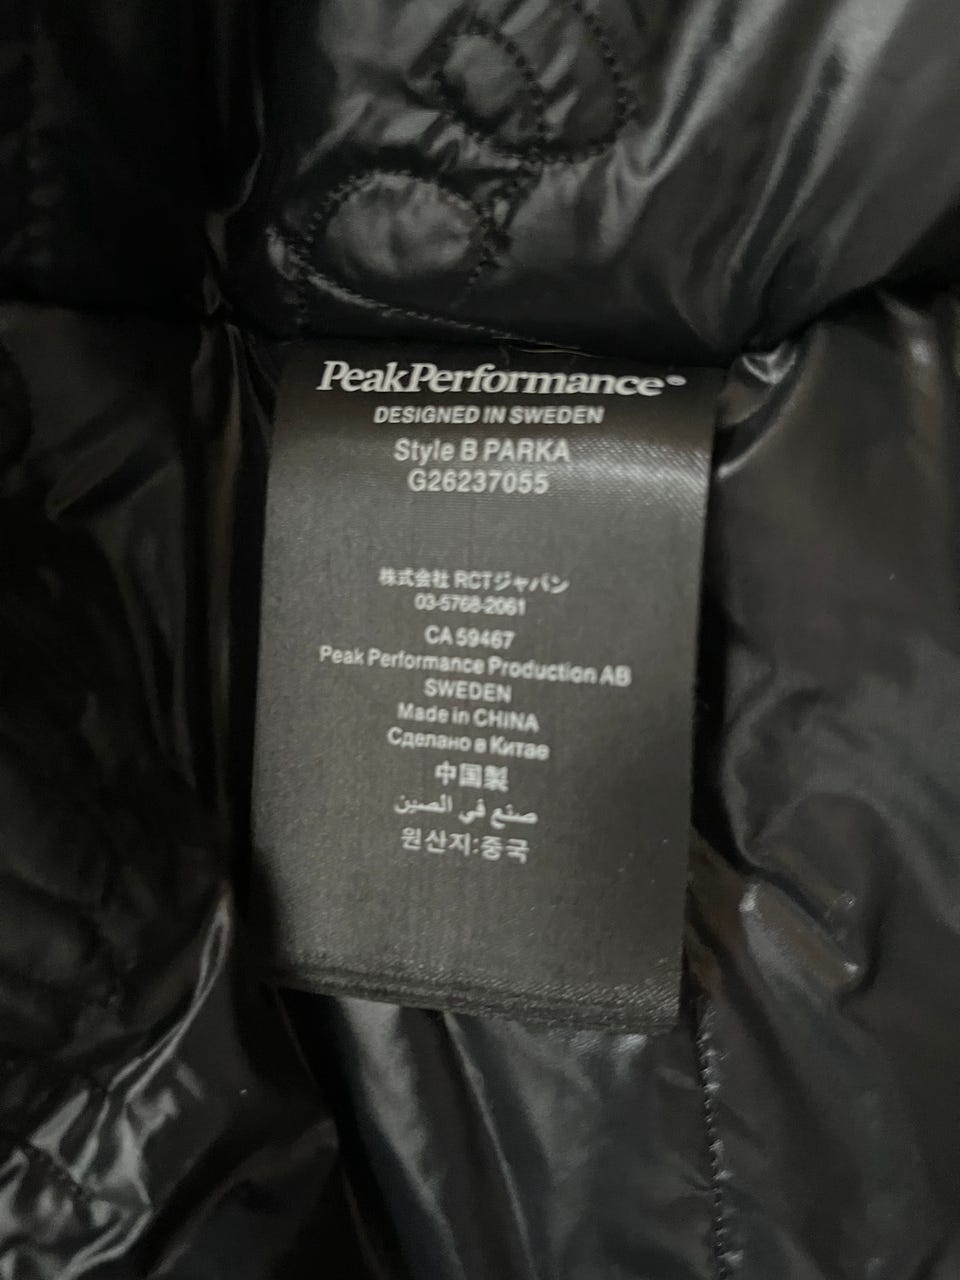 PeakPerformance®
DESIGNED IN SWEDEN
Style B PARKA
G26237055
株式会社 RCTジャパン
03-5768-2061
CA 59467
Peak Performance Production AB
SWEDEN
Made in CHINA
Сделано в Китае
中国製
صنع في الصين
원산지:중국